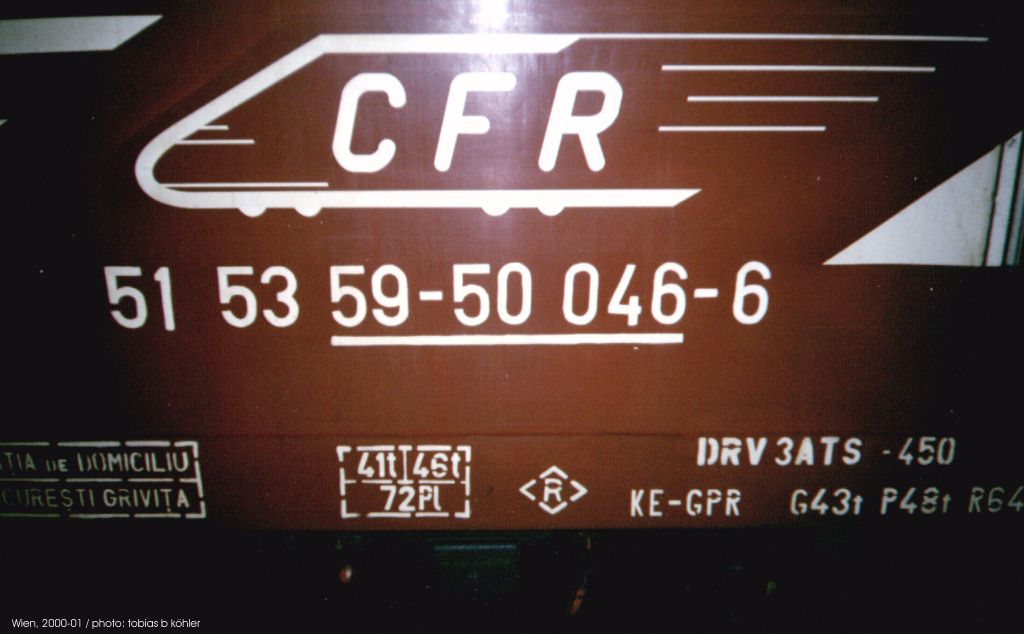 CFR
51 53 59-50 046-6
DRV 3ATS -450
DE DOMICILIU
GRIVIȚA
41t 46t
72Pl
R
KE-GPR G43t P48t R64
Wien, 2000-01 / photo: tobias b köhler